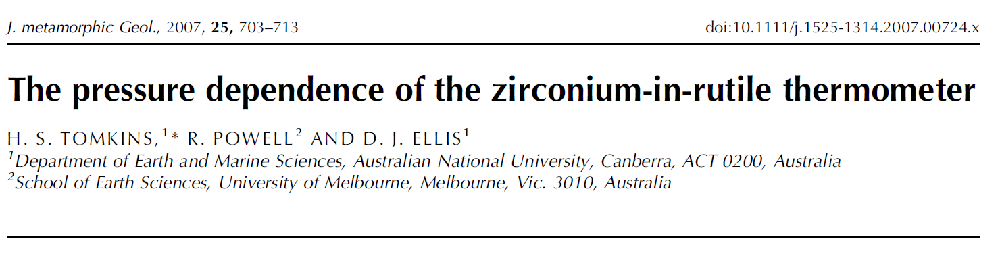 J. metamorphic Geol., 2007, 25, 703–713
doi:10.1111/j.1525-1314.2007.00724.x
The pressure dependence of the zirconium-in-rutile thermometer
H. S. TOMKINS,1* R. POWELL2 AND D. J. ELLIS1
1Department of Earth and Marine Sciences, Australian National University, Canberra, ACT 0200, Australia
2School of Earth Sciences, University of Melbourne, Melbourne, Vic. 3010, Australia